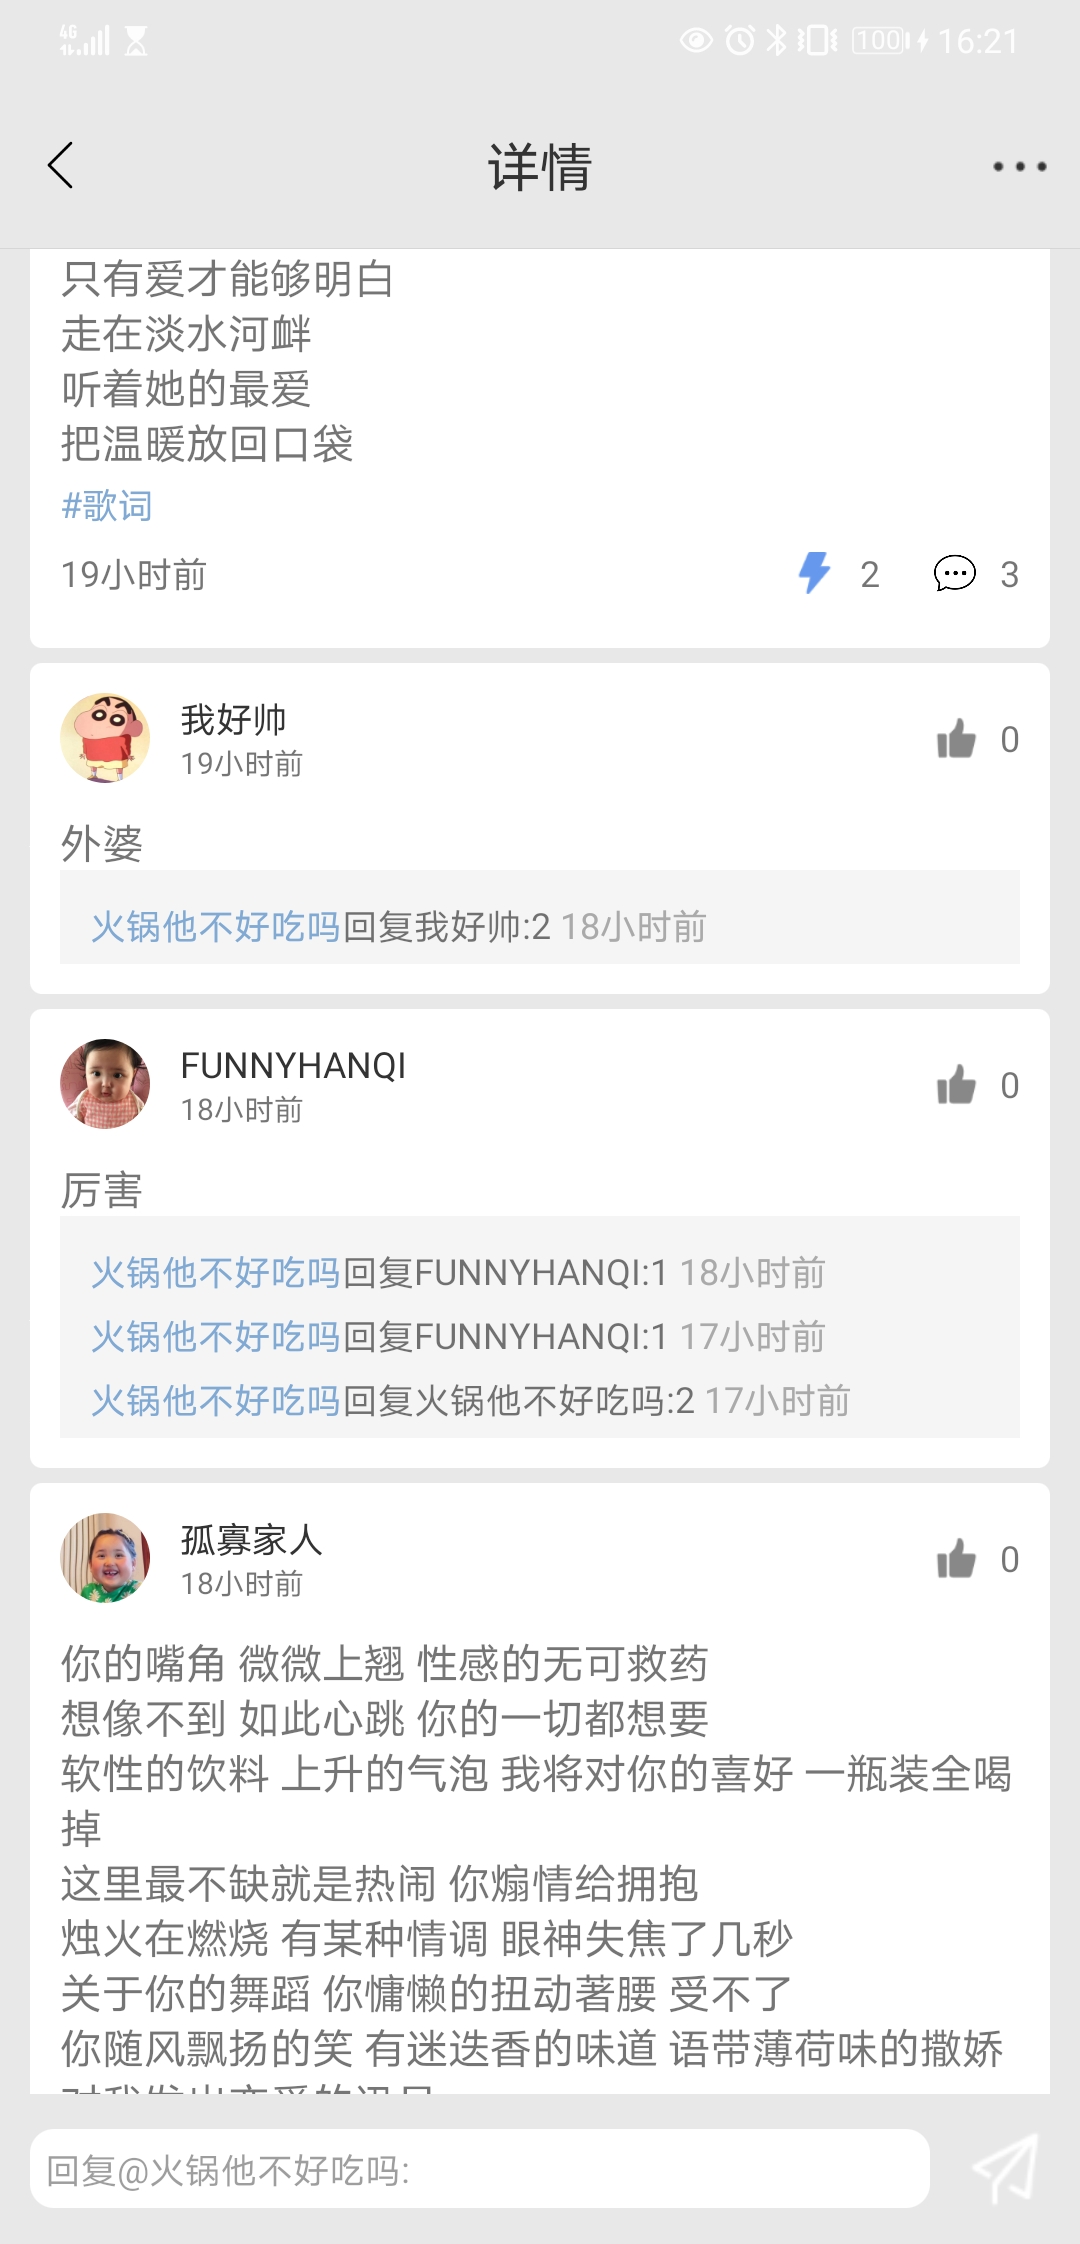 4G 100 16:21
详情
只有爱才能够明白
走在淡水河衅
听着她的最爱
把温暖放回口袋
#歌词
19小时前 2 3
我好帅
19小时前 0
外婆
火锅他不好吃吗回复我好帅:2 18小时前
FUNNYHANQI
18小时前 0
厉害
火锅他不好吃吗回复FUNNYHANQI:1 18小时前
火锅他不好吃吗回复FUNNYHANQI:1 17小时前
火锅他不好吃吗回复火锅他不好吃吗:2 17小时前
孤寡家人
18小时前 0
你的嘴角 微微上翘 性感的无可救药
想像不到 如此心跳 你的一切都想要
软性的饮料 上升的气泡 我将对你的喜好 一瓶装全喝
掉
这里最不缺就是热闹 你煽情给拥抱
烛火在燃烧 有某种情调 眼神失焦了几秒
关于你的舞蹈 你慵懒的扭动著腰 受不了
你随风飘扬的笑 有迷迭香的味道 语带薄荷味的撒娇
回复@火锅他不好吃吗: